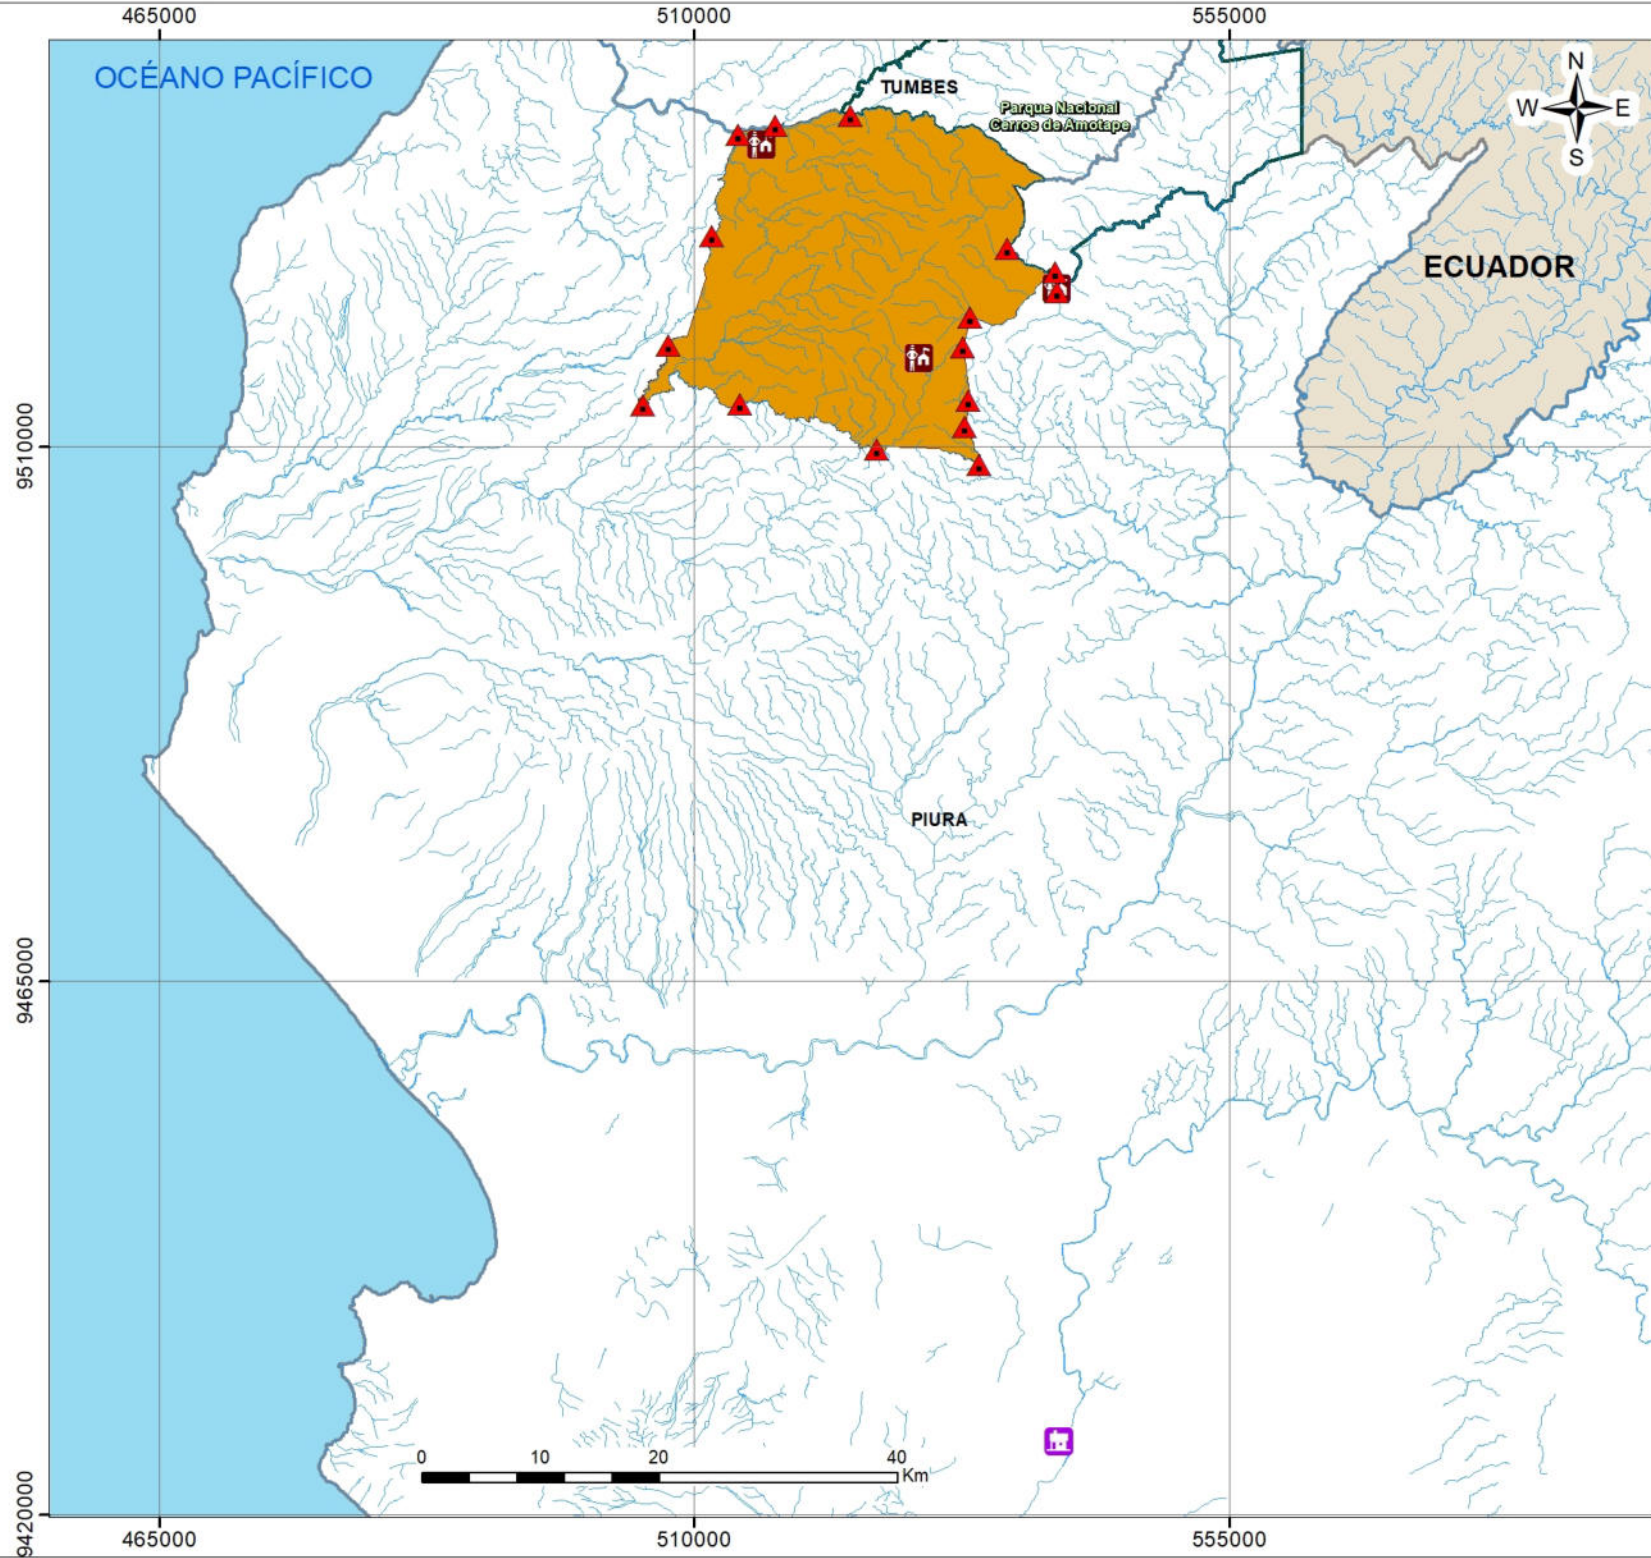 465000 510000 555000
OCÉANO PACÍFICO
TUMBES
Parque Nacional
Cerros de Amotape
N
W E
S
ECUADOR
9510000
PIURA
9465000
0 10 20 40
Km
9420000
465000 510000 555000